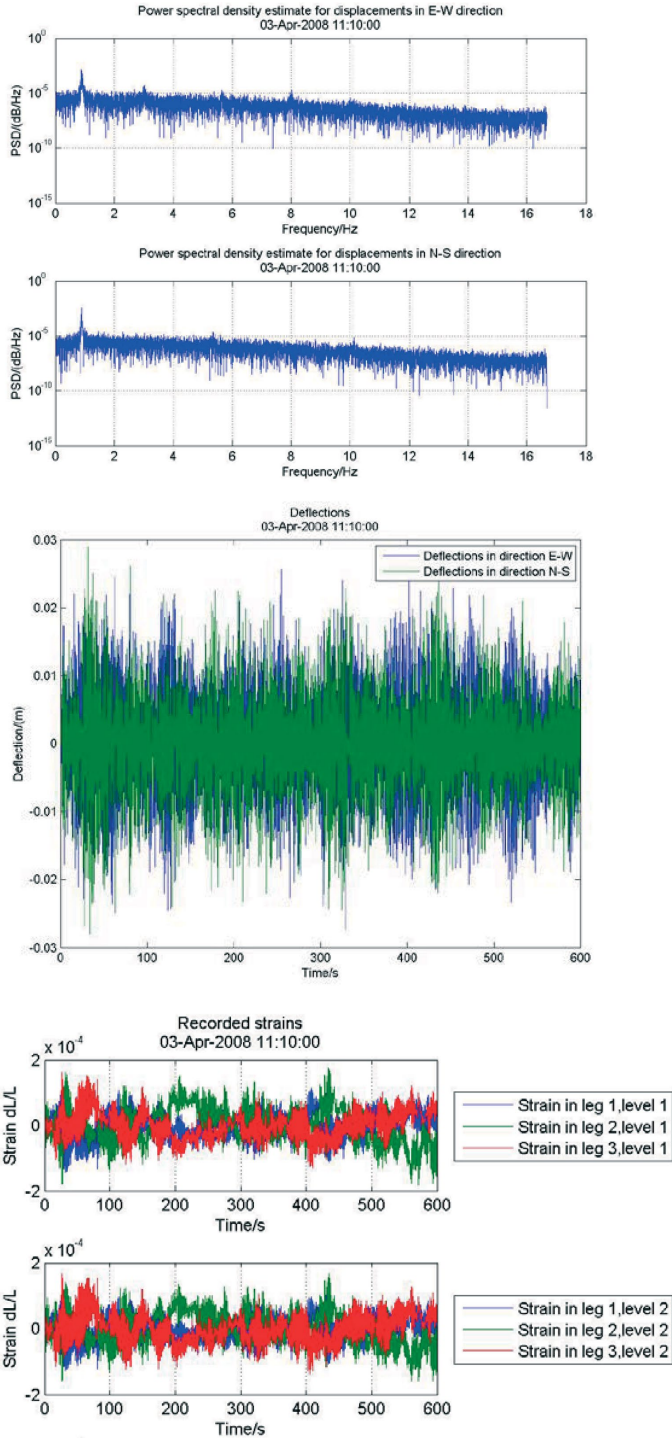 Power spectral density estimate for displacements in E-W direction
03-Apr-2008 11:10:00
PSD/(dB/Hz)
10^0
10^-5
10^-10
10^-15
0 2 4 6 8 10 12 14 16 18
Frequency/Hz
Power spectral density estimate for displacements in N-S direction
03-Apr-2008 11:10:00
PSD/(dB/Hz)
10^0
10^-5
10^-10
10^-15
0 2 4 6 8 10 12 14 16 18
Frequency/Hz
Deflections
03-Apr-2008 11:10:00
Deflection/(m)
0.03
0.02
0.01
0
-0.01
-0.02
-0.03
Deflections in direction E-W
Deflections in direction N-S
0 100 200 300 400 500 600
Time/s
Recorded strains
03-Apr-2008 11:10:00
x 10^-4
Strain dL/L
2
0
-2
0 100 200 300 400 500 600
Time/s
Strain in leg 1,level 1
Strain in leg 2,level 1
Strain in leg 3,level 1
x 10^-4
Strain dL/L
2
0
-2
0 100 200 300 400 500 600
Time/s
Strain in leg 1,level 2
Strain in leg 2,level 2
Strain in leg 3,level 2